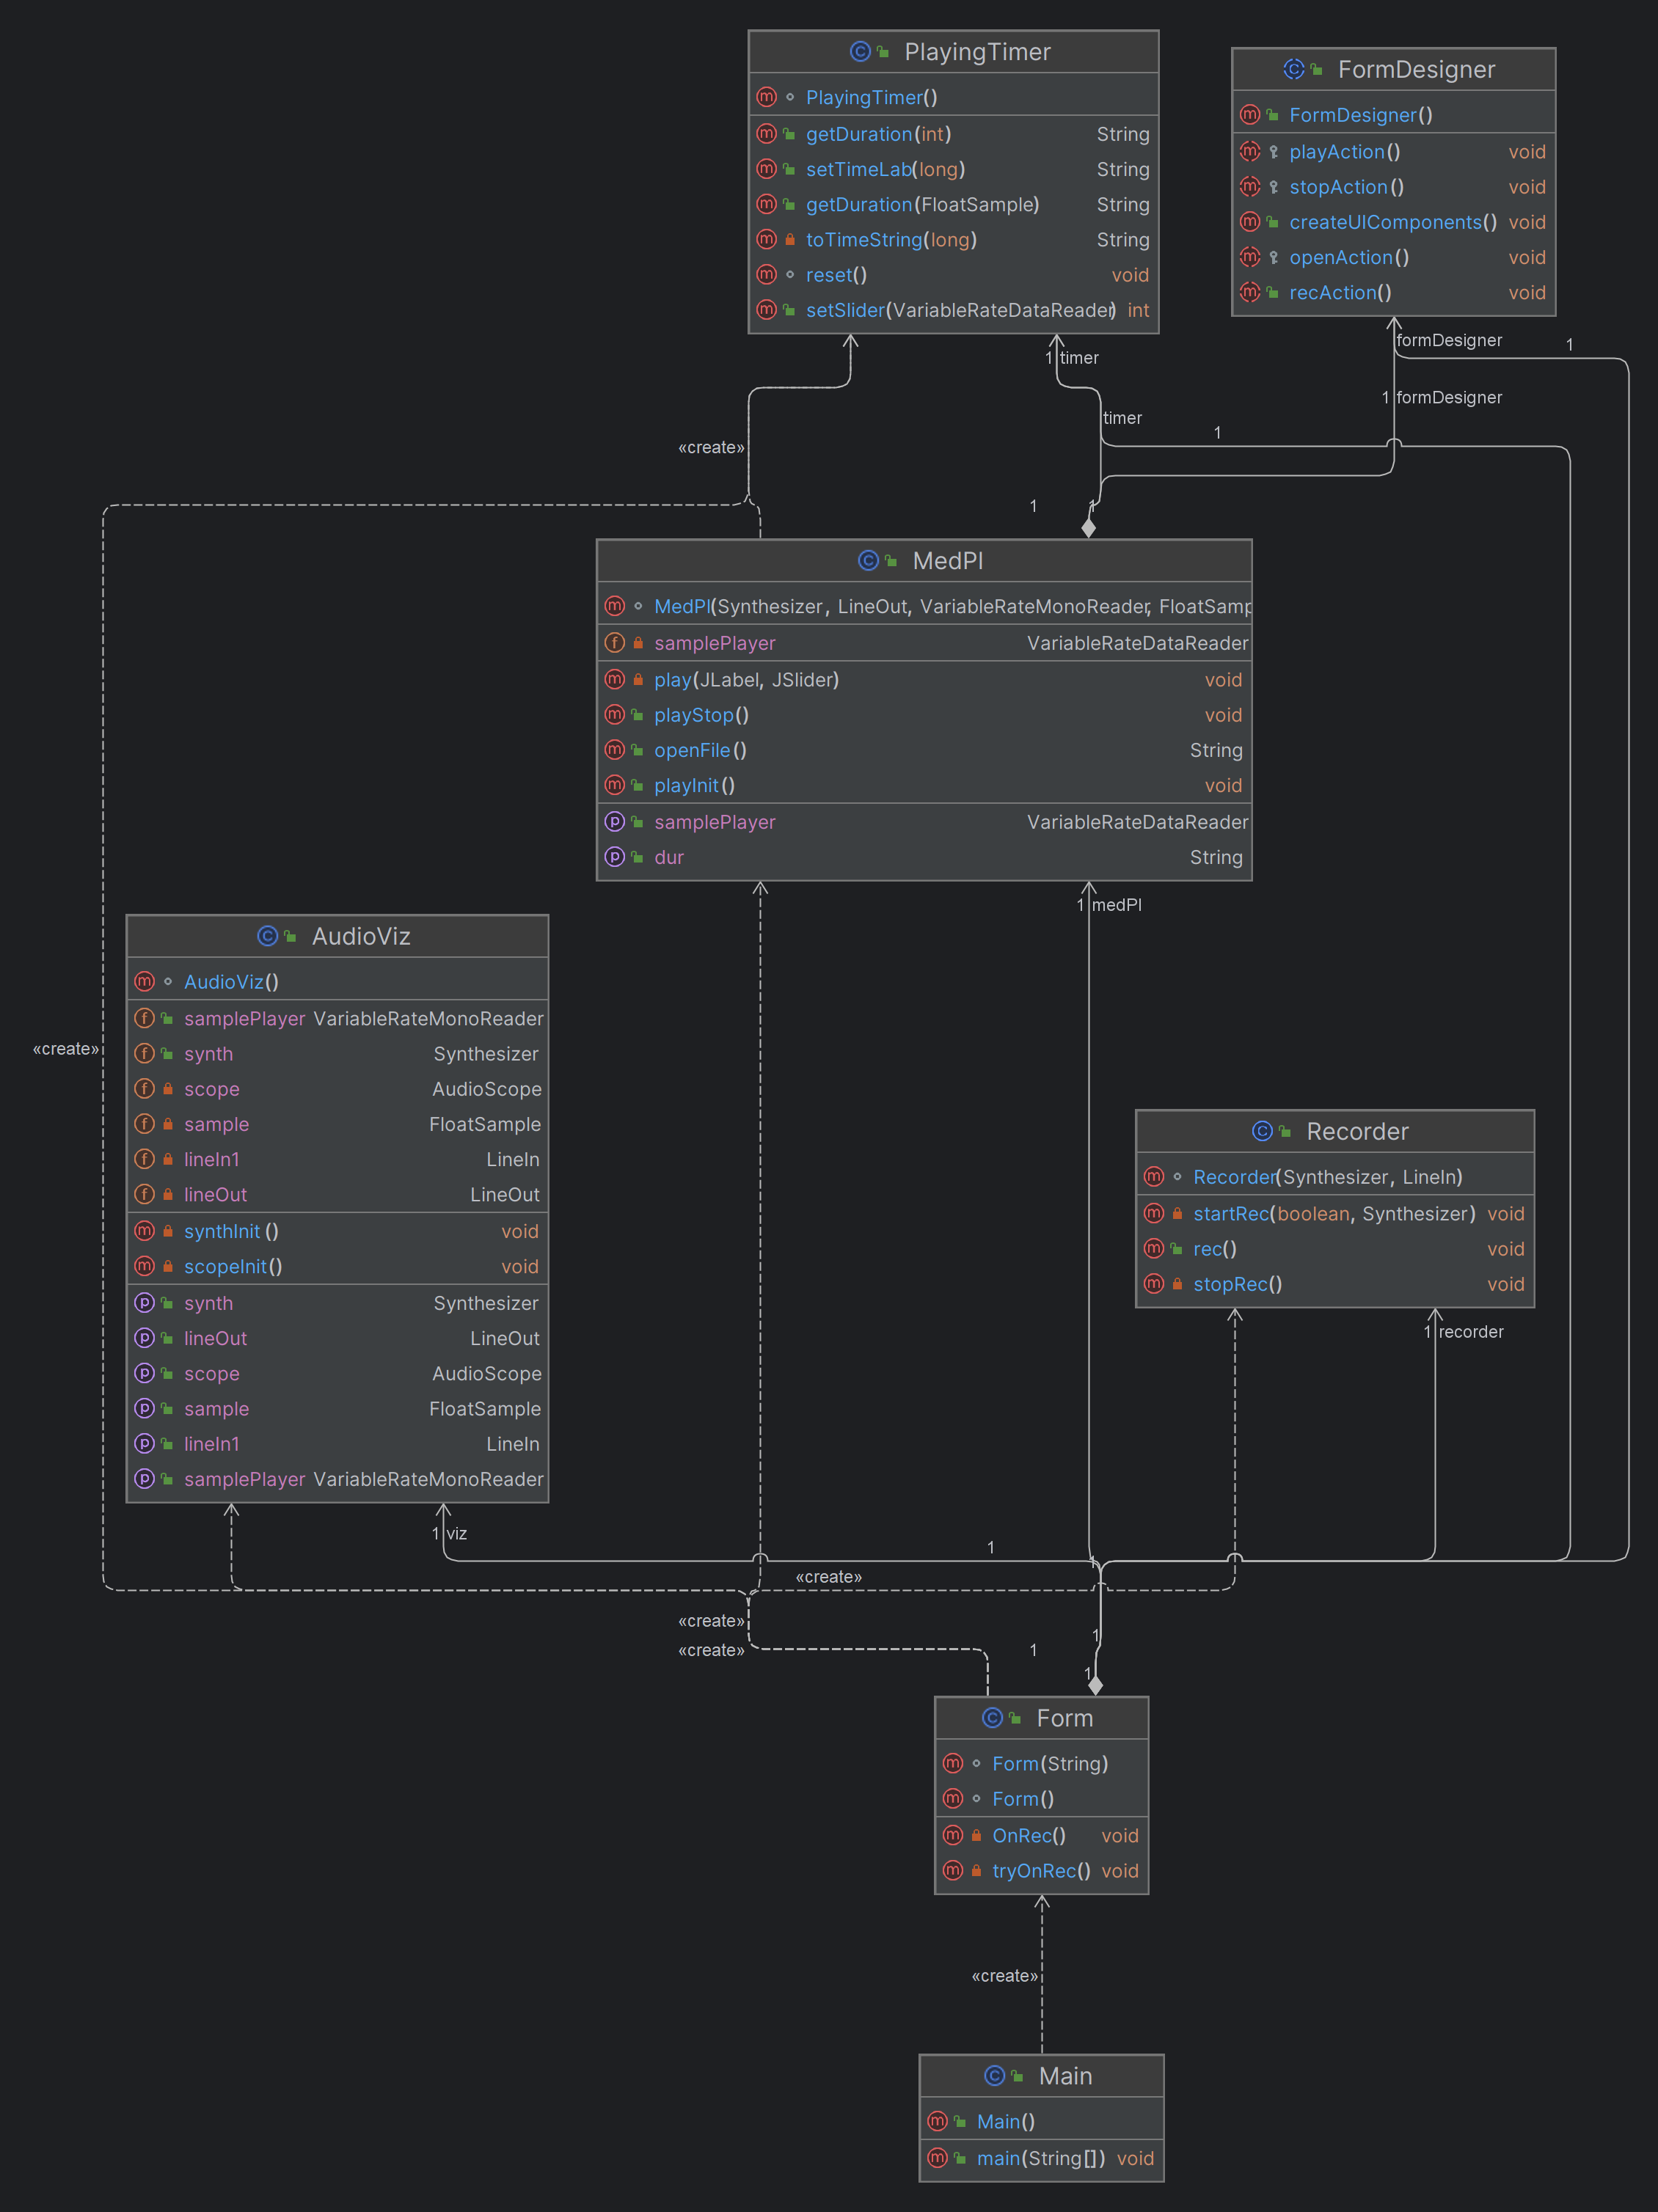 PlayingTimer
PlayingTimer()
getDuration(int) String
setTimeLab(long) String
getDuration(FloatSample) String
toTimeString(long) String
reset() void
setSlider(VariableRateDataReader) int
FormDesigner
FormDesigner()
playAction() void
stopAction() void
createUIComponents() void
openAction() void
recAction() void
formDesigner
1
1 timer
1 formDesigner
timer
1
«create»
1
1
MedPl
MedPl(Synthesizer, LineOut, VariableRateMonoReader, FloatSamp
samplePlayer VariableRateDataReader
play(JLabel, JSlider) void
playStop() void
openFile() String
playInit() void
samplePlayer VariableRateDataReader
dur String
1 medPl
AudioViz
AudioViz()
samplePlayer VariableRateMonoReader
synth Synthesizer
scope AudioScope
sample FloatSample
lineIn1 LineIn
lineOut LineOut
synthInit() void
scopeInit() void
synth Synthesizer
lineOut LineOut
scope AudioScope
sample FloatSample
lineIn1 LineIn
samplePlayer VariableRateMonoReader
«create»
Recorder
Recorder(Synthesizer, LineIn)
startRec(boolean, Synthesizer) void
rec() void
stopRec() void
1 recorder
1 viz
1
1
«create»
«create»
1
«create»
1
1
Form
Form(String)
Form()
OnRec() void
tryOnRec() void
«create»
Main
Main()
main(String[]) void